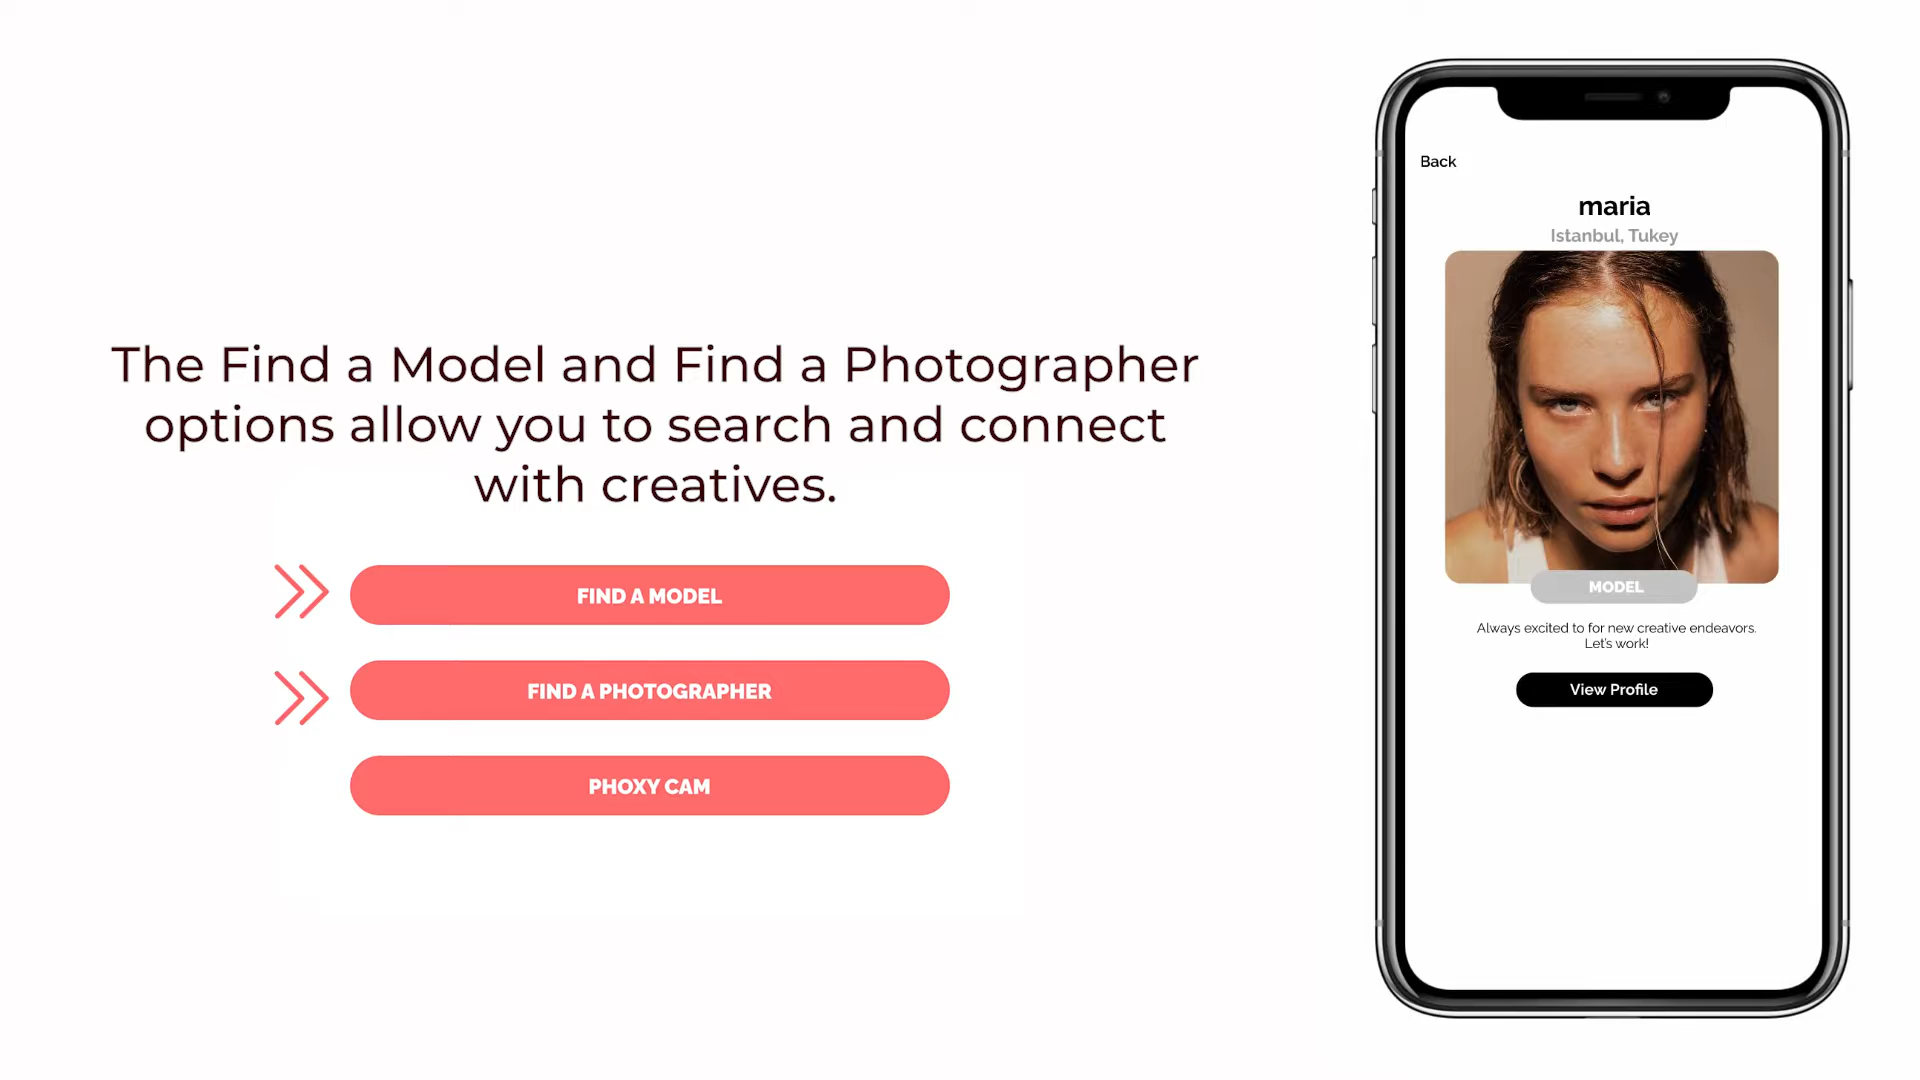 The Find a Model and Find a Photographer
options allow you to search and connect
with creatives.
FIND A MODEL
FIND A PHOTOGRAPHER
PHOXY CAM
Back
maria
Istanbul, Tukey
MODEL
Always excited to for new creative endeavors.
Let's work!
View Profile